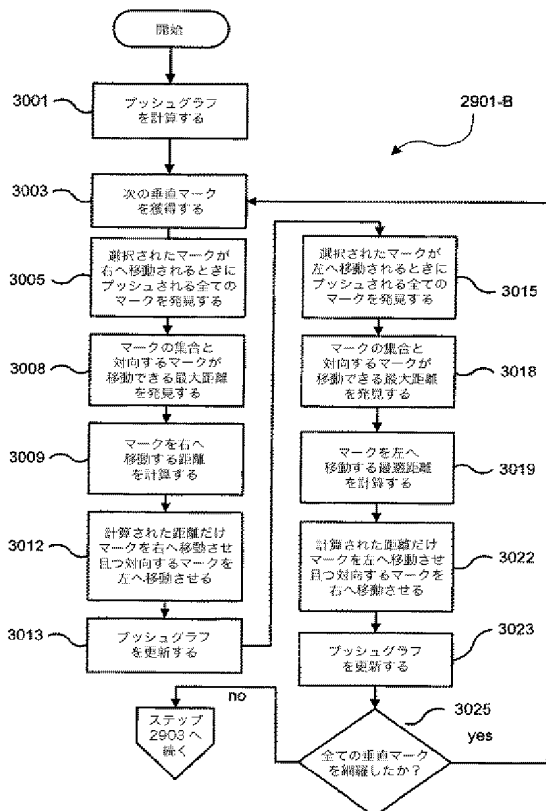 開始
3001
プッシュグラフ
を計算する
2901-B
3003
次の垂直マーク
を獲得する
3005
選択されたマークが
右へ移動されるときに
プッシュされる全ての
マークを発見する
3008
マークの集合と
対向するマークが
移動できる最大距離
を発見する
3009
マークを右へ
移動する距離
を計算する
3012
計算された距離だけ
マークを右へ移動させ
且つ対向するマークを
左へ移動させる
3013
プッシュグラフ
を更新する
選択されたマークが
左へ移動されるときに
プッシュされる全ての
マークを発見する
3015
マークの集合と
対向するマークが
移動できる最大距離
を発見する
3018
マークを左へ
移動する最適距離
を計算する
3019
計算された距離だけ
マークを左へ移動させ
且つ対向するマークを
右へ移動させる
3022
プッシュグラフ
を更新する
3023
全ての垂直マーク
を網羅したか？
3025
yes
no
ステップ
2903へ
続く